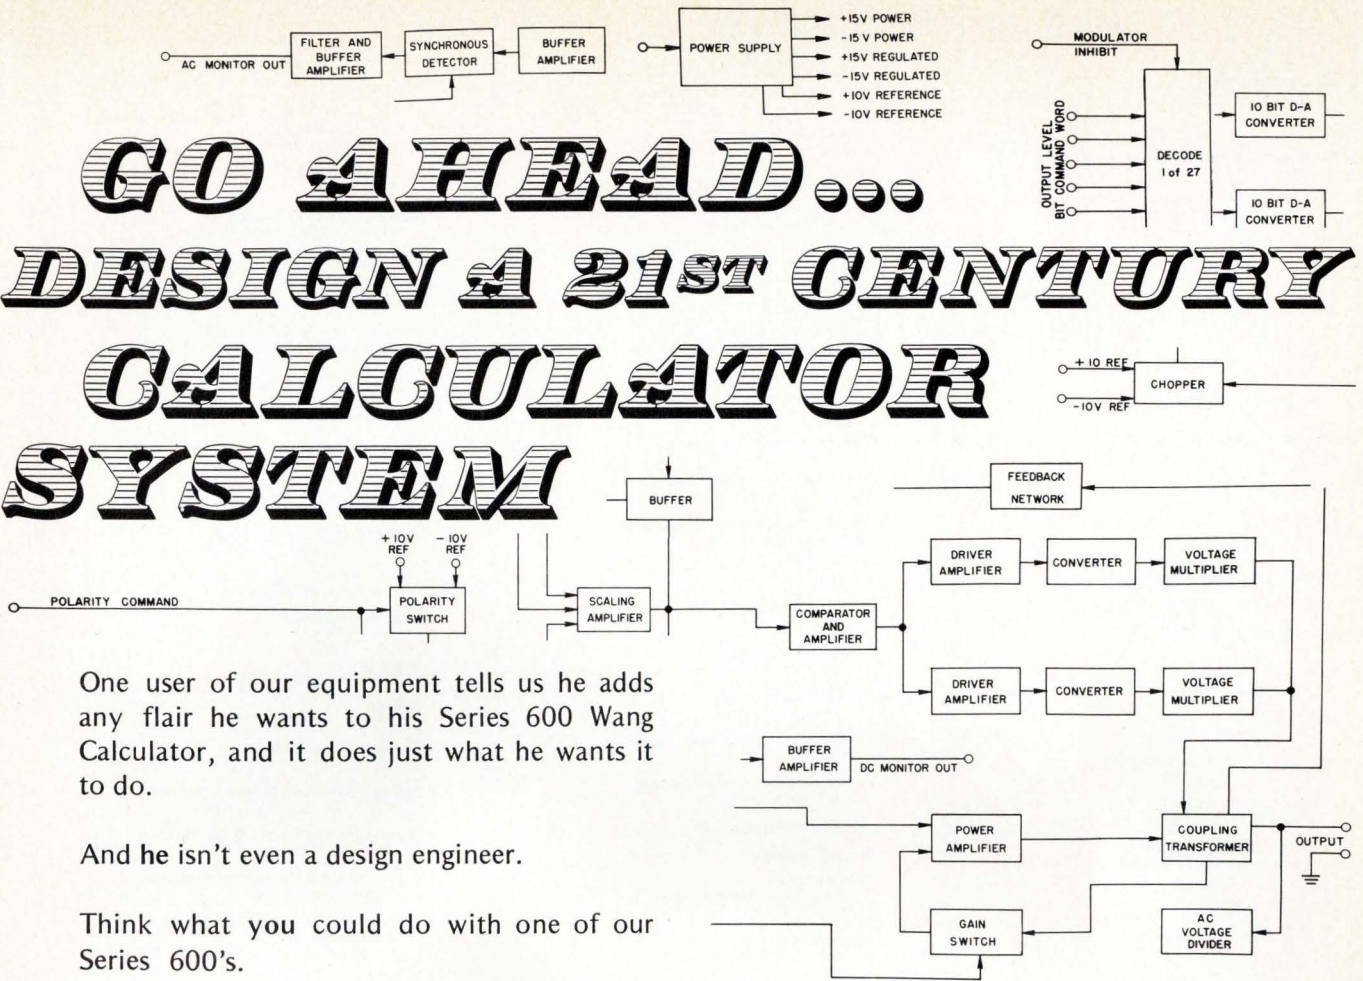 AC MONITOR OUT
FILTER AND
BUFFER
AMPLIFIER
SYNCHRONOUS
DETECTOR
BUFFER
AMPLIFIER
POWER SUPPLY
+15V POWER
-15V POWER
+15V REGULATED
-15V REGULATED
+10V REFERENCE
-10V REFERENCE
MODULATOR
INHIBIT
OUTPUT LEVEL
BIT COMMAND WORD
DECODE
1 of 27
10 BIT D-A
CONVERTER
10 BIT D-A
CONVERTER
GO AHEAD...
DESIGN A 21ST CENTURY
CALCULATOR
SYSTEM
+ 10 REF
-10V REF
CHOPPER
BUFFER
FEEDBACK
NETWORK
+ 10V
REF
- 10V
REF
POLARITY COMMAND
POLARITY
SWITCH
SCALING
AMPLIFIER
COMPARATOR
AND
AMPLIFIER
DRIVER
AMPLIFIER
CONVERTER
VOLTAGE
MULTIPLIER
DRIVER
AMPLIFIER
CONVERTER
VOLTAGE
MULTIPLIER
BUFFER
AMPLIFIER
DC MONITOR OUT
POWER
AMPLIFIER
COUPLING
TRANSFORMER
OUTPUT
GAIN
SWITCH
AC
VOLTAGE
DIVIDER
One user of our equipment tells us he adds
any flair he wants to his Series 600 Wang
Calculator, and it does just what he wants it
to do.
And he isn't even a design engineer.
Think what you could do with one of our
Series 600's.